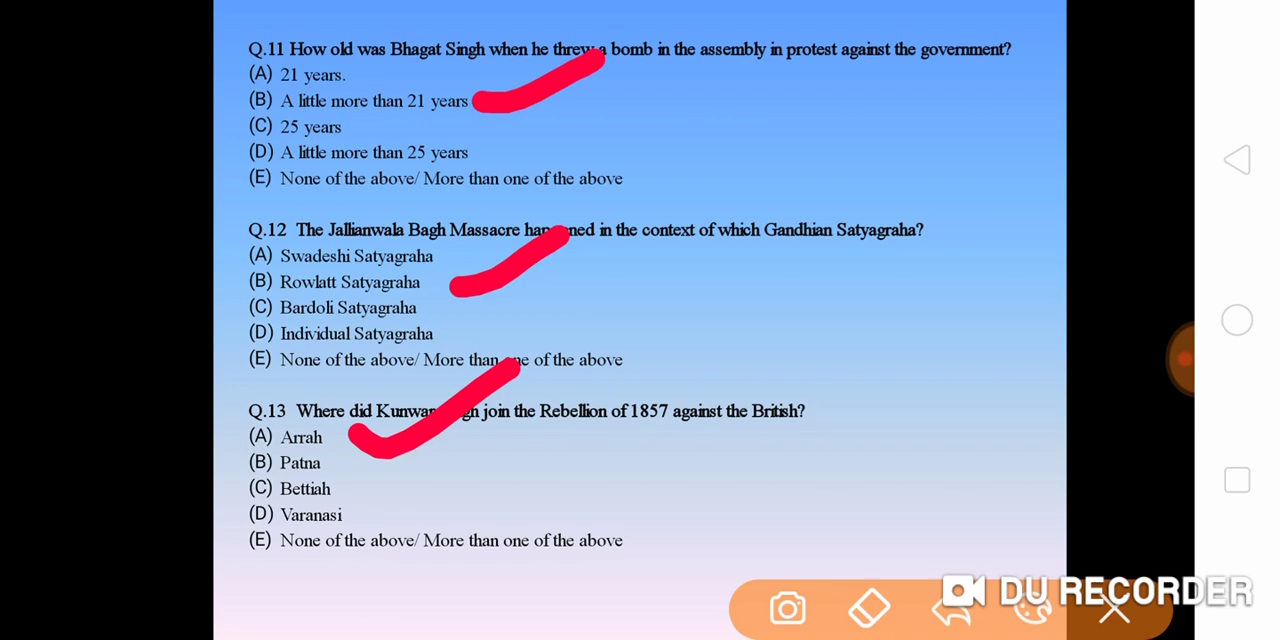 Q.11 How old was Bhagat Singh when he threw a bomb in the assembly in protest against the government?
(A) 21 years.
(B) A little more than 21 years
(C) 25 years
(D) A little more than 25 years
(E) None of the above/ More than one of the above
Q.12 The Jallianwala Bagh Massacre happened in the context of which Gandhian Satyagraha?
(A) Swadeshi Satyagraha
(B) Rowlatt Satyagraha
(C) Bardoli Satyagraha
(D) Individual Satyagraha
(E) None of the above/ More than one of the above
Q.13 Where did Kunwar Singh join the Rebellion of 1857 against the British?
(A) Arrah
(B) Patna
(C) Bettiah
(D) Varanasi
(E) None of the above/ More than one of the above
DU RECORDER